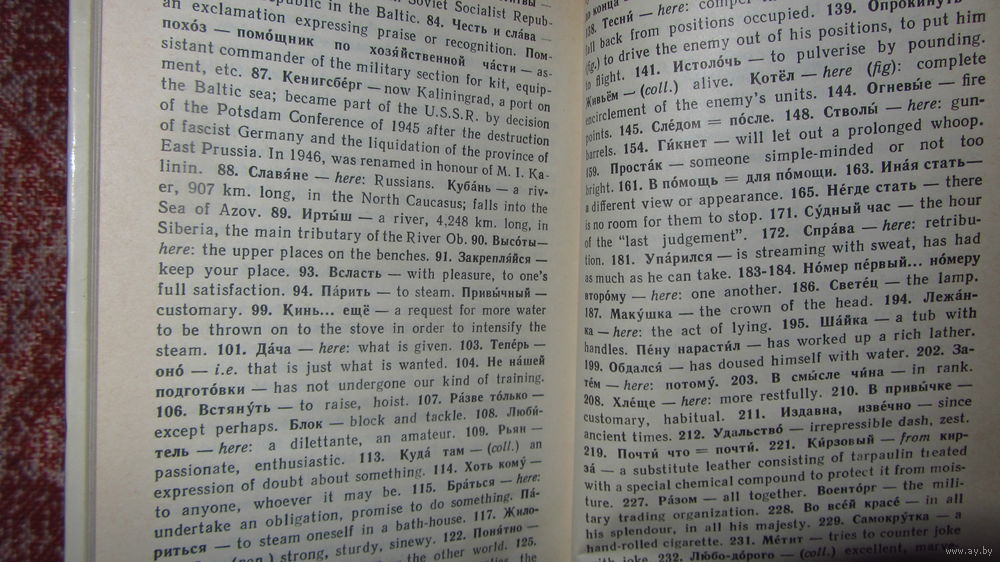 Republic in the Baltic. 84. Честь и сла́ва —
an exclamation expressing praise or recognition. Пом-
похо́з — помо́щник по хозя́йственной ча́сти — as-
sistant commander of the military section for kit, equip-
ment, etc. 87. Кенигсбе́рг — now Kaliningrad, a port on
the Baltic sea; became part of the U.S.S.R. by decision
of the Potsdam Conference of 1945 after the destruction
of fascist Germany and the liquidation of the province of
East Prussia. In 1946, was renamed in honour of M. I. Ka-
linin. 88. Славя́не — here: Russians. Куба́нь — a riv-
er, 907 km. long, in the North Caucasus; falls into the
Sea of Azov. 89. Ирты́ш — a river, 4,248 km. long, in
Siberia, the main tributary of the River Ob. 90. Высо́ты —
here: the upper places on the benches. 91. Закрепля́йся —
keep your place. 93. Всласть — with pleasure, to one's
full satisfaction. 94. Па́рить — to steam. Привы́чный —
customary. 99. Кинь... ещё — a request for more water
to be thrown on to the stove in order to intensify the
steam. 101. Да́ча — here: what is given. 103. Тепе́рь —
оно́ — i.e. that is just what is wanted. 104. Не на́шей
подгото́вки — has not undergone our kind of training.
106. Встяну́ть — to raise, hoist. 107. Ра́зве то́лько —
except perhaps. Блок — block and tackle. 108. Люби́-
тель — here: a dilettante, an amateur. 109. Рьян —
passionate, enthusiastic. 113. Куда́ там — (coll.) an
expression of doubt about something. 114. Хоть кому́ —
to anyone, whoever it may be. 115. Бра́ться — here:
undertake an obligation, promise to do something. Па́-
риться — to steam oneself in a bath-house. 117. Жило-
strong, sturdy, sinewy. 122. Поня́тно —
the other world. 125.
до конца —
138. Тесни́ — here:
fall back from positions occupied. 139. Опроки́нуть
(fig.) to drive the enemy out of his positions, to put him
to flight. 141. Истоло́чь — to pulverise by pounding.
Живьём — (coll.) alive. Котёл — here (fig): complete
encirclement of the enemy's units. 144. Огневы́е — fire
points. 145. Сле́дом = по́сле. 148. Стволы́ — here: gun-
barrels. 154. Ги́кнет — will let out a prolonged whoop.
159. Проста́к — someone simple-minded or not too
bright. 161. В по́мощь = для по́мощи. 163. Ина́я стать —
a different view or appearance. 165. Не́где стать — there
is no room for them to stop. 171. Су́дный час — the hour
of the "last judgement". 172. Спра́ва — here: retribu-
tion. 181. Упа́рился — is streaming with sweat, has had
as much as he can take. 183-184. Но́мер пе́рвый... но́меру
второ́му — here: one another. 186. Свете́ц — the lamp.
187. Маку́шка — the crown of the head. 194. Лежа́н-
ка — here: the act of lying. 195. Ша́йка — a tub with
handles. Пе́ну нарасти́л — has worked up a rich lather.
199. Обда́лся — has doused himself with water. 202. За-
те́м — here: потому́. 203. В смы́сле чи́на — in rank.
208. Хле́ще — here: more restfully. 210. В привы́чке —
customary, habitual. 211. Издавна, изве́чно — since
ancient times. 212. Удальство́ — irrepressible dash, zest.
219. Почти́ что = почти́. 221. Ки́рзовый — from кир-
за́ — a substitute leather consisting of tarpaulin treated
with a special chemical compound to protect it from mois-
ture. 227. Ра́зом — all together. Военто́рг — the mili-
tary trading organization. 228. Во всей красе́ — in all
his splendour, in all his majesty. 229. Самокру́тка — a
hand-rolled cigarette. 231. Ме́тит — tries to counter joke
with joke. 232. Лю́бо-до́рого — (coll.) excellent,
www.ay.by